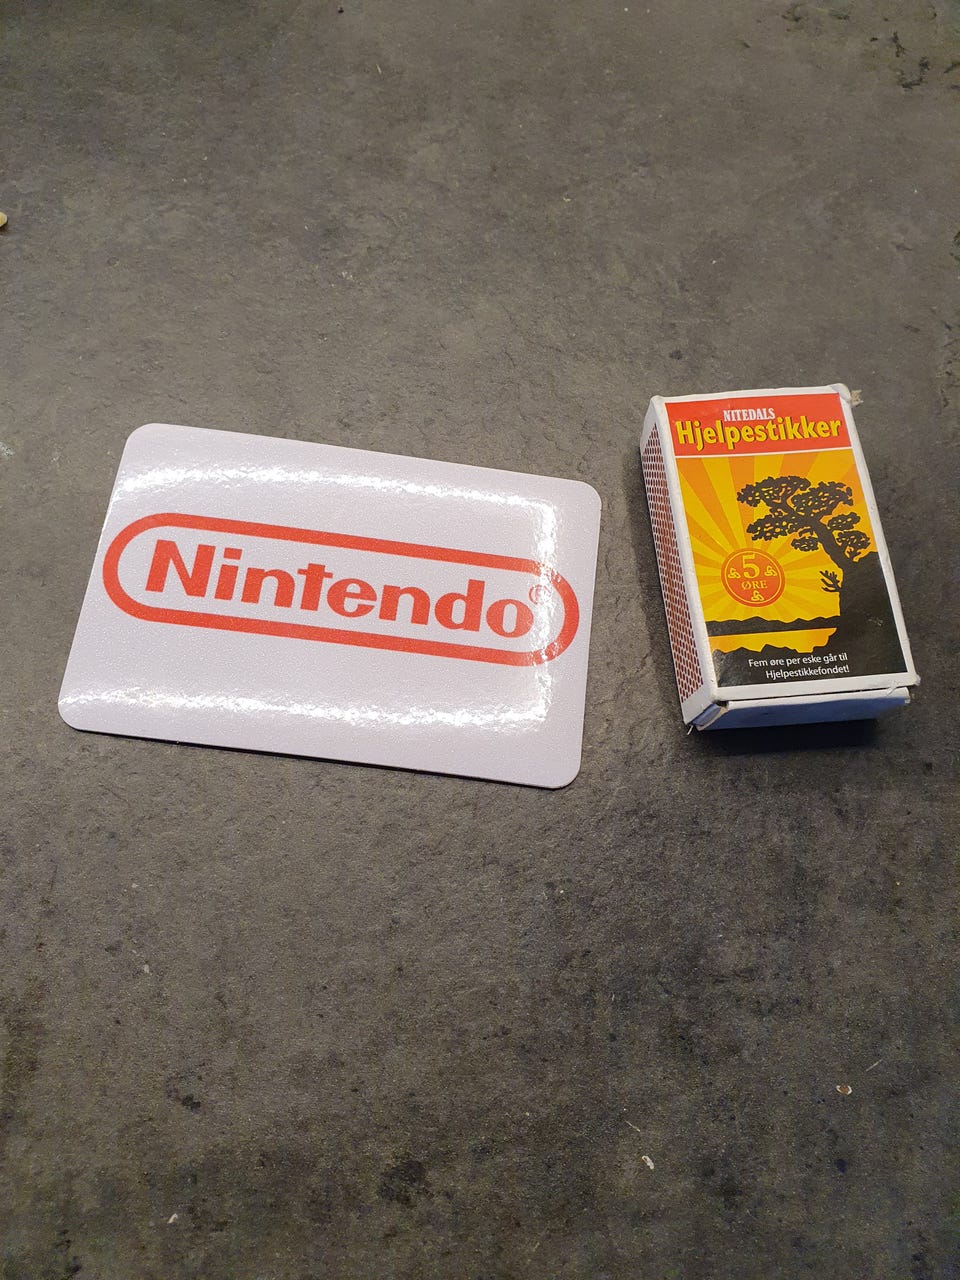 Nintendo®
NITEDALS
Hjelpestikker
5
ØRE
Fem øre per eske går til
Hjelpestikkefondet!